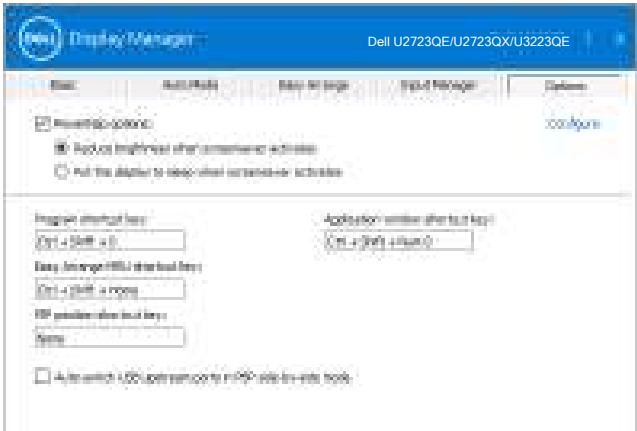 DELL Display Manager
Dell U2723QE/U2723QX/U3223QE
Basic Auto Mode Easy Arrange Input Manager Options
PowerNap options: Configure
Reduce brightness when screensaver activates
Put the display to sleep when screensaver activates
Program shortcut key: Application window shortcut key:
Ctrl + Shift + Ctrl + Shift +
Easy Arrange MRU shortcut key:
Ctrl + Shift + Home
PIP position shortcut key:
None
Auto switch USB upstream ports in PBP side-by-side mode